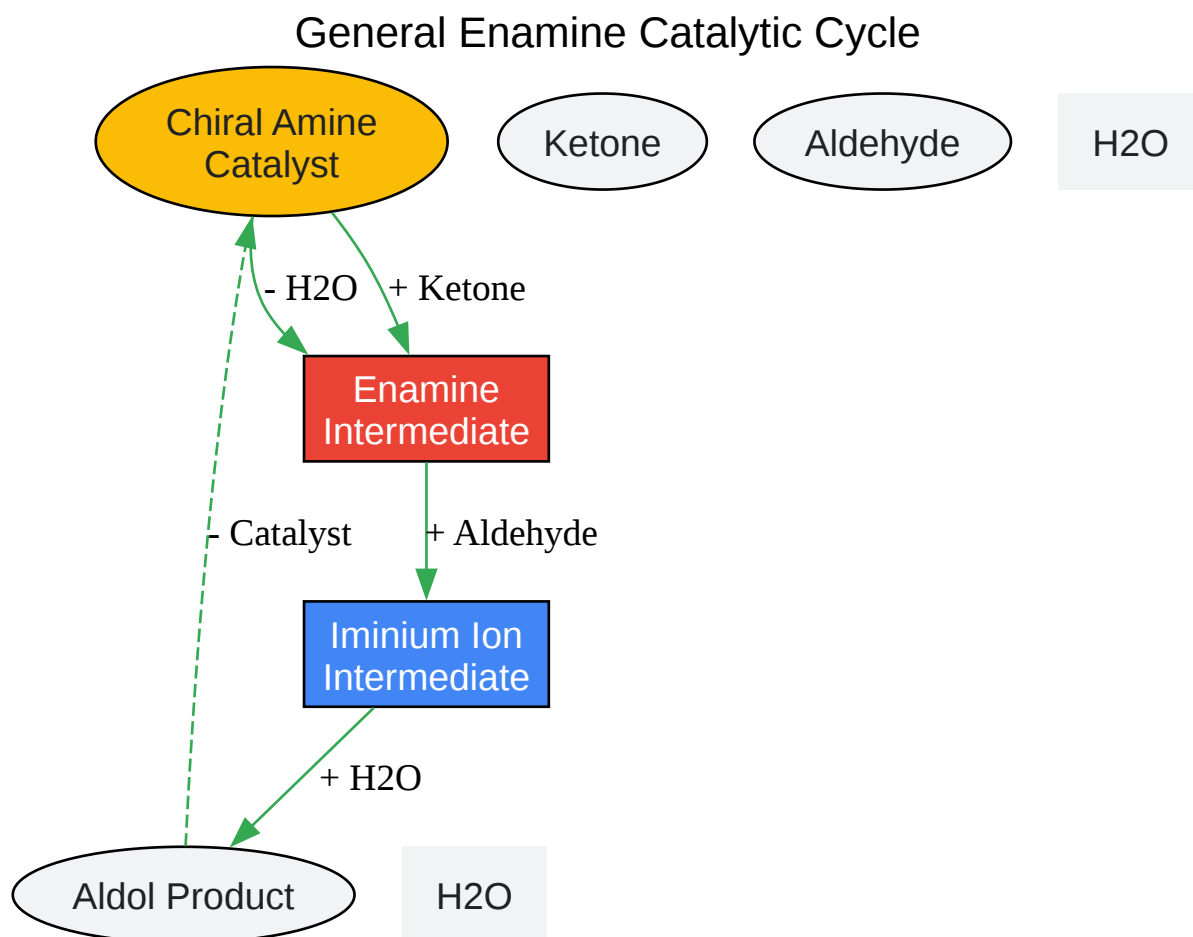 General Enamine Catalytic Cycle
Chiral Amine
Catalyst
Ketone
Aldehyde
H2O
- H2O
+ Ketone
Enamine
Intermediate
- Catalyst
+ Aldehyde
Iminium Ion
Intermediate
+ H2O
Aldol Product
H2O